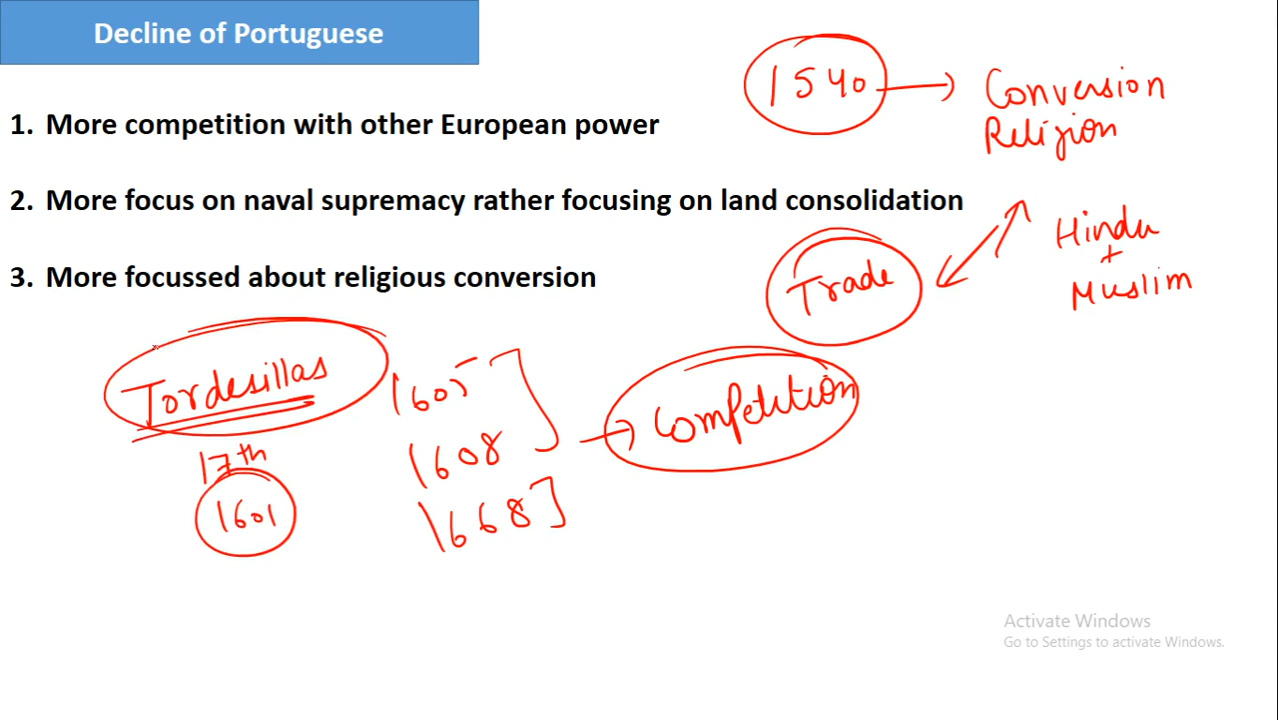 Decline of Portuguese
1. More competition with other European power
2. More focus on naval supremacy rather focusing on land consolidation
3. More focussed about religious conversion
1540
Conversion
Religion
Hindu
+
Muslim
Trade
Tordesillas
17th
1601
1605
1608
1668
Competition
Activate Windows
Go to Settings to activate Windows.